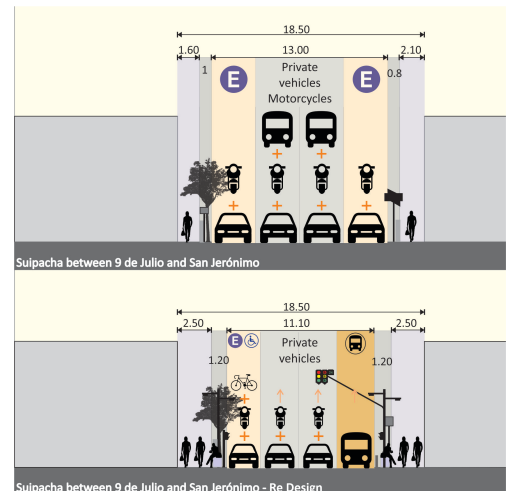 18.50
1.60 13.00 2.10
1 E Private E 0.8
vehicles
Motorcycles
Suipacha between 9 de Julio and San Jerónimo
18.50
2.50 11.10 2.50
E Private
1.20 vehicles 1.20
Suipacha between 9 de Julio and San Jerónimo - Re Design